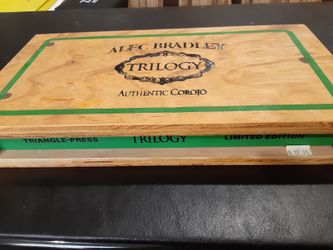 ALEC BRADLEY
TRILOGY
AUTHENTIC COROJO
TRIANGLE-PRESS TRILOGY LIMITED EDITION